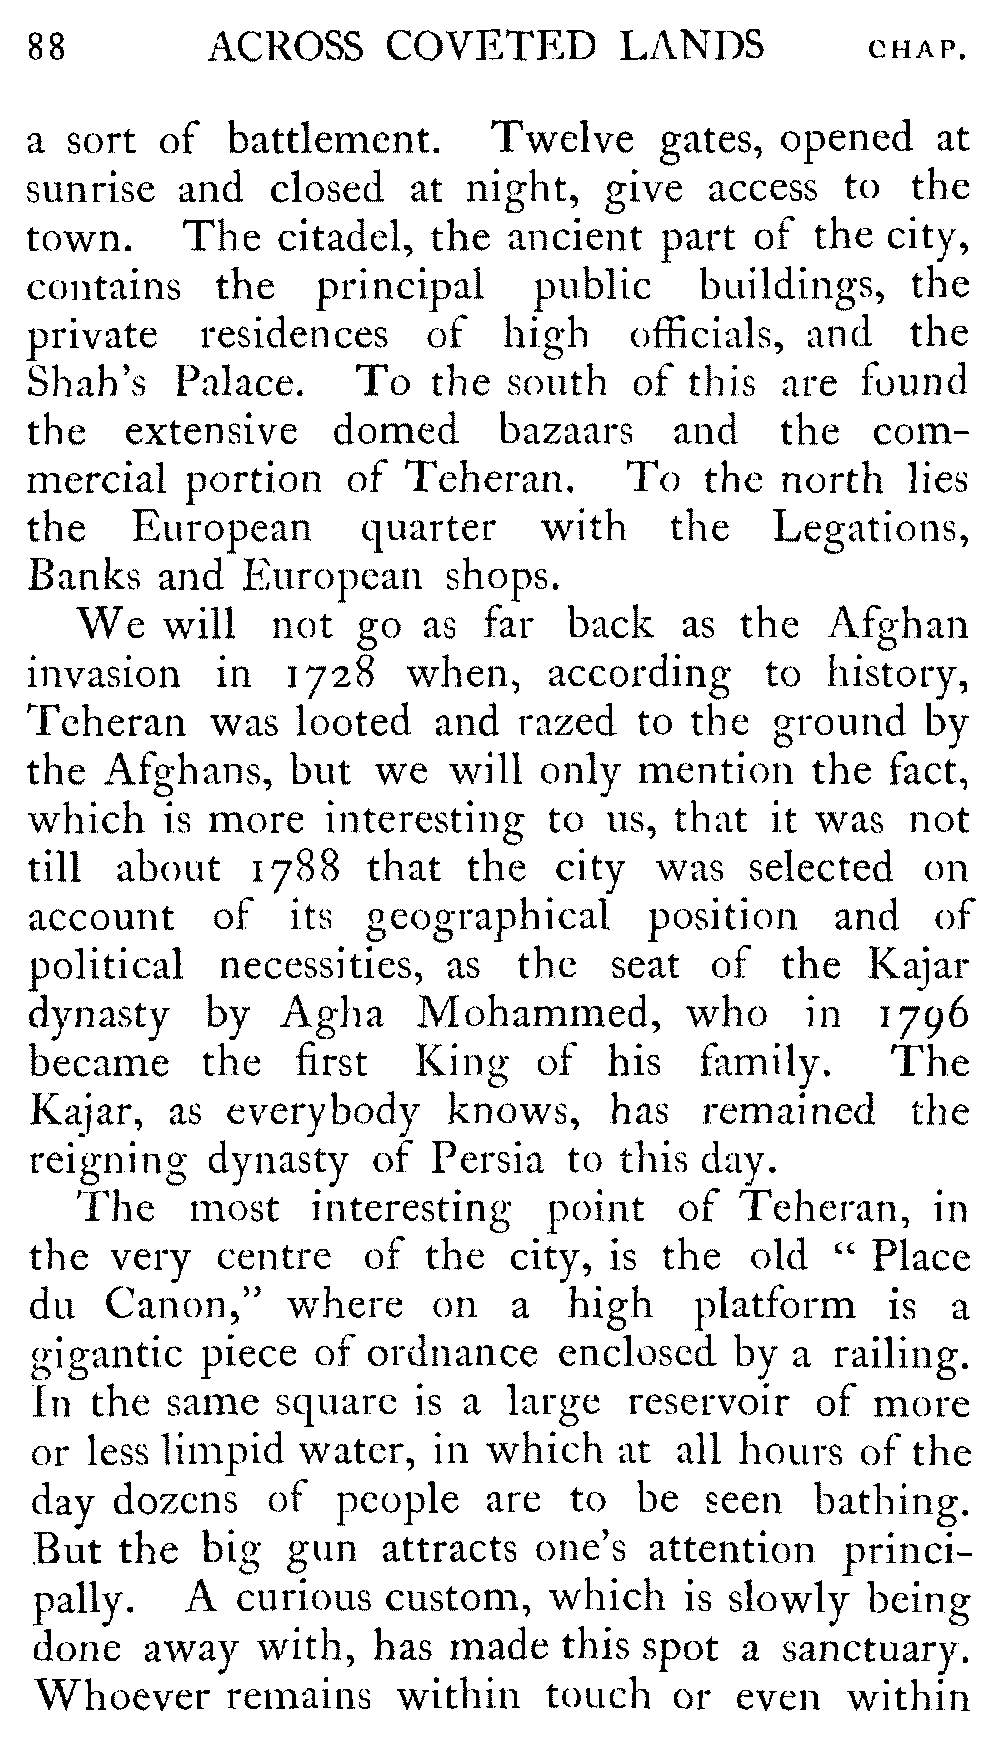 88 ACROSS COVETED LANDS CHAP.
a sort of battlement. Twelve gates, opened at
sunrise and closed at night, give access to the
town. The citadel, the ancient part of the city,
contains the principal public buildings, the
private residences of high officials, and the
Shah's Palace. To the south of this are found
the extensive domed bazaars and the com-
mercial portion of Teheran. To the north lies
the European quarter with the Legations,
Banks and European shops.
We will not go as far back as the Afghan
invasion in 1728 when, according to history,
Teheran was looted and razed to the ground by
the Afghans, but we will only mention the fact,
which is more interesting to us, that it was not
till about 1788 that the city was selected on
account of its geographical position and of
political necessities, as the seat of the Kajar
dynasty by Agha Mohammed, who in 1796
became the first King of his family. The
Kajar, as everybody knows, has remained the
reigning dynasty of Persia to this day.
The most interesting point of Teheran, in
the very centre of the city, is the old “ Place
du Canon,” where on a high platform is a
gigantic piece of ordnance enclosed by a railing.
In the same square is a large reservoir of more
or less limpid water, in which at all hours of the
day dozens of people are to be seen bathing.
But the big gun attracts one's attention princi-
pally. A curious custom, which is slowly being
done away with, has made this spot a sanctuary.
Whoever remains within touch or even within